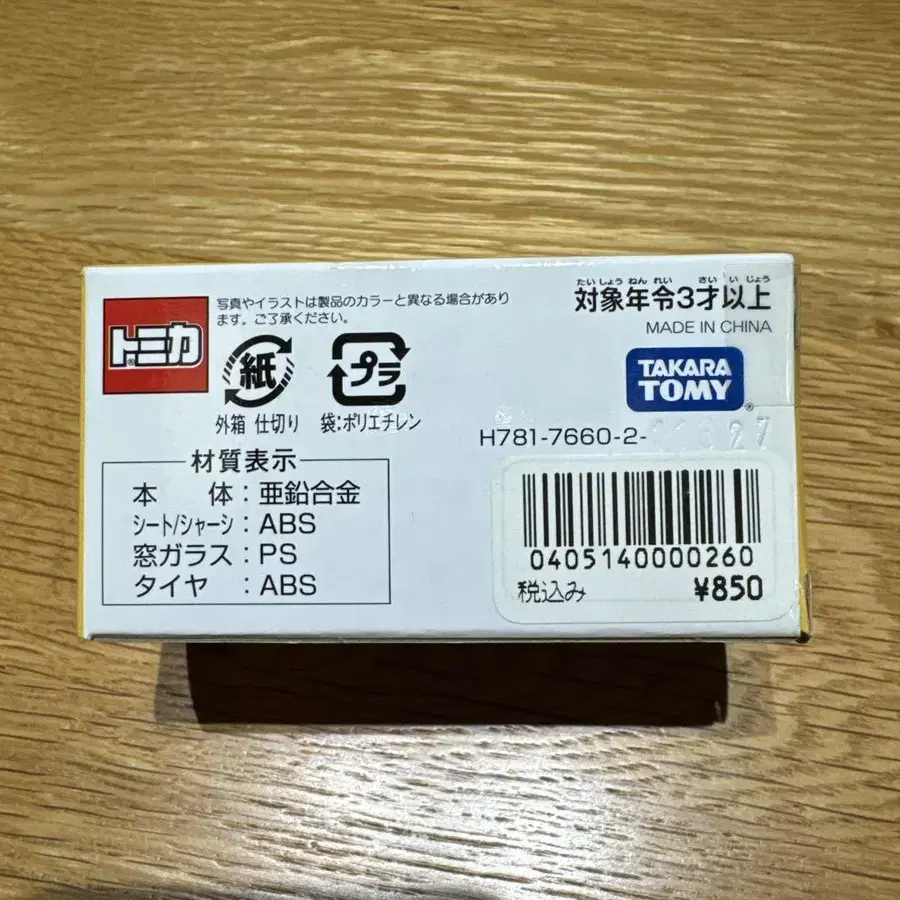 トミカ
写真やイラストは製品のカラーと異なる場合があり
ます。ご了承ください。
紙
外箱 仕切り
プラ
袋:ポリエチレン
たいしょうねんれい さいいじょう
対象年令3才以上
MADE IN CHINA
TAKARA
TOMY
H781-7660-2-
材質表示
本 体:亜鉛合金
シート/シャーシ:ABS
窓ガラス:PS
タイヤ:ABS
0405140000260
税込み ¥850